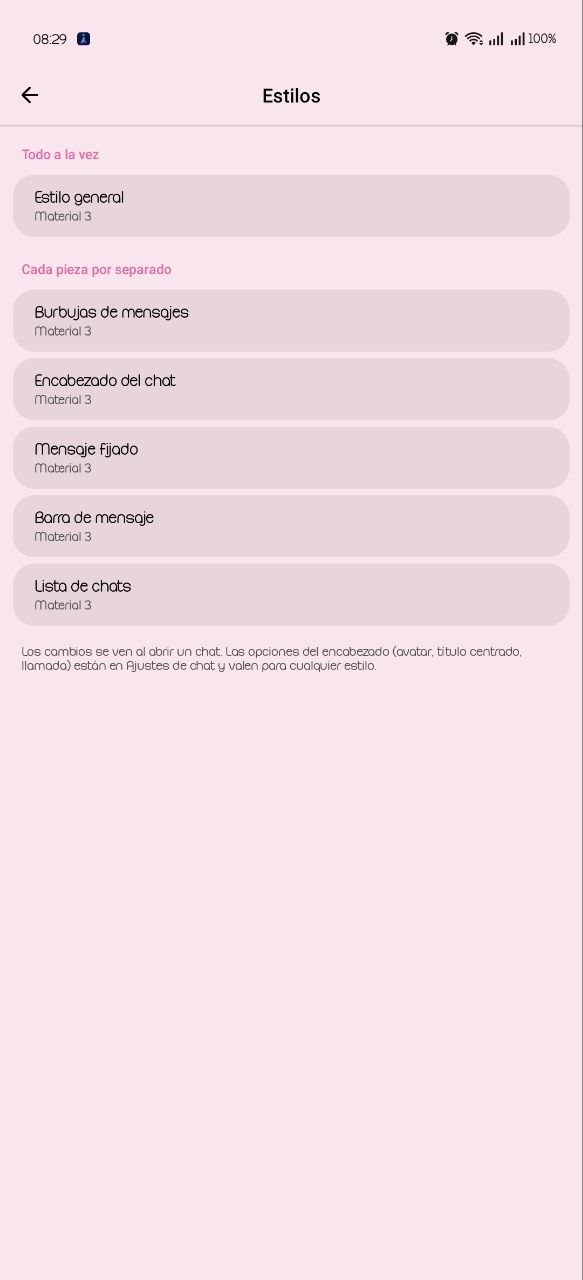 08:29
100%
Estilos
Todo a la vez
Estilo general
Material 3
Cada pieza por separado
Burbujas de mensajes
Material 3
Encabezado del chat
Material 3
Mensaje fijado
Material 3
Barra de mensaje
Material 3
Lista de chats
Material 3
Los cambios se ven al abrir un chat. Las opciones del encabezado (avatar, título centrado,
llamada) están en Ajustes de chat y valen para cualquier estilo.